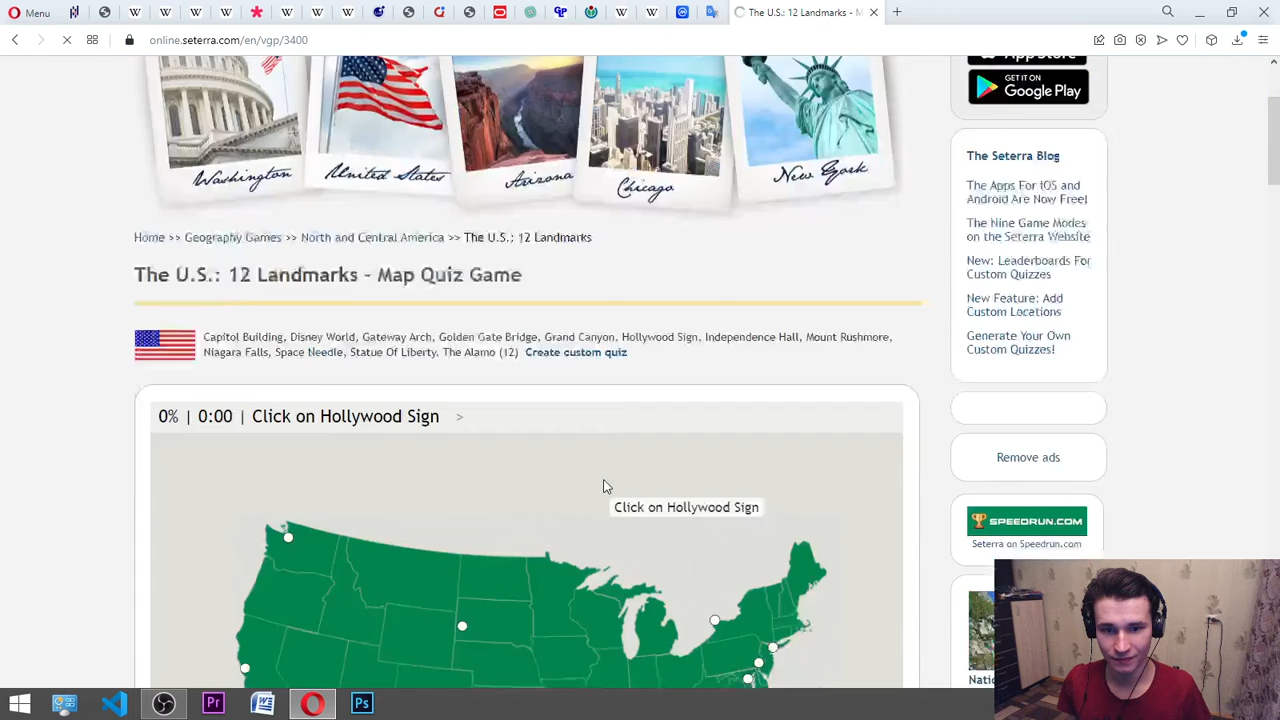 Menu
The U.S.: 12 Landmarks - M
online.seterra.com/en/vgp/3400
App Store
GET IT ON
Google Play
Washington
United States
Arizona
Chicago
New York
The Seterra Blog
The Apps For iOS and
Android Are Now Free!
The Nine Game Modes
on the Seterra Website
New: Leaderboards For
Custom Quizzes
New Feature: Add
Custom Locations
Generate Your Own
Custom Quizzes!
Home >> Geography Games >> North and Central America >> The U.S.: 12 Landmarks
The U.S.: 12 Landmarks - Map Quiz Game
Capitol Building, Disney World, Gateway Arch, Golden Gate Bridge, Grand Canyon, Hollywood Sign, Independence Hall, Mount Rushmore,
Niagara Falls, Space Needle, Statue Of Liberty, The Alamo (12) Create custom quiz
0% | 0:00 | Click on Hollywood Sign >
Click on Hollywood Sign
Remove ads
SPEEDRUN.COM
Seterra on Speedrun.com
Nati